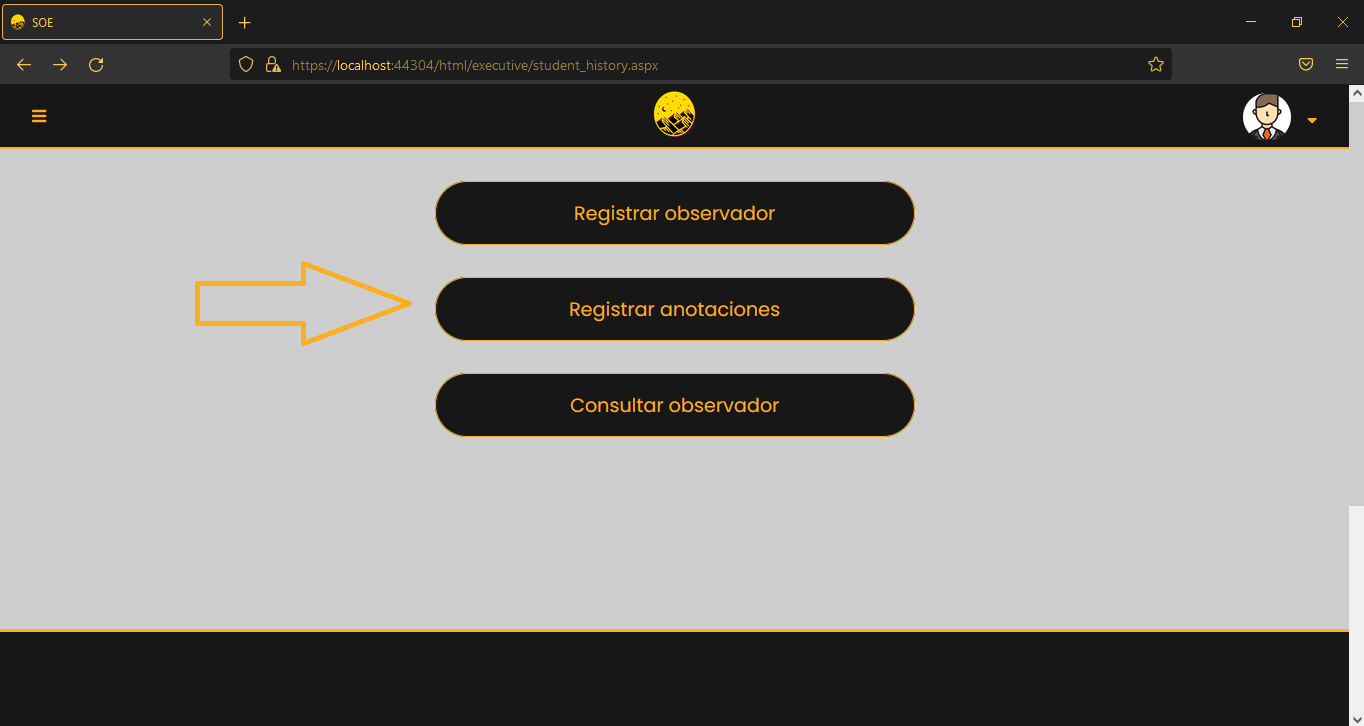 SOE
https://localhost:44304/html/executive/student_history.aspx
Registrar observador
Registrar anotaciones
Consultar observador